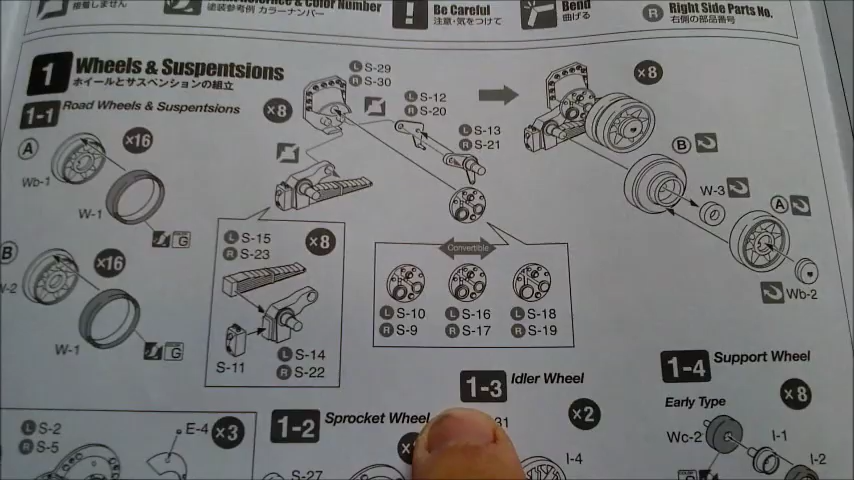 Color Number
接着しません
塗装参考例 カラーナンバー
!
Be Careful
注意・気をつけて
Bend
曲げる
R
Right Side Parts No.
右側の部品番号
1
Wheels & Suspentsions
ホイールとサスペンションの組立
1-1
Road Wheels & Suspentsions
×8
L S-29
R S-30
L S-12
R S-20
L S-13
R S-21
×8
A
×16
Wb-1
W-1
G
B
×16
W-2
W-1
G
L S-15
R S-23
×8
S-11
L S-14
R S-22
Convertible
L S-10
R S-9
L S-16
R S-17
L S-18
R S-19
B
W-3
A
Wb-2
1-2
Sprocket Wheel
L S-2
R S-5
E-4
×3
S-27
1-3
Idler Wheel
31
×2
I-4
1-4
Support Wheel
Early Type
×8
Wc-2
I-1
I-2
G